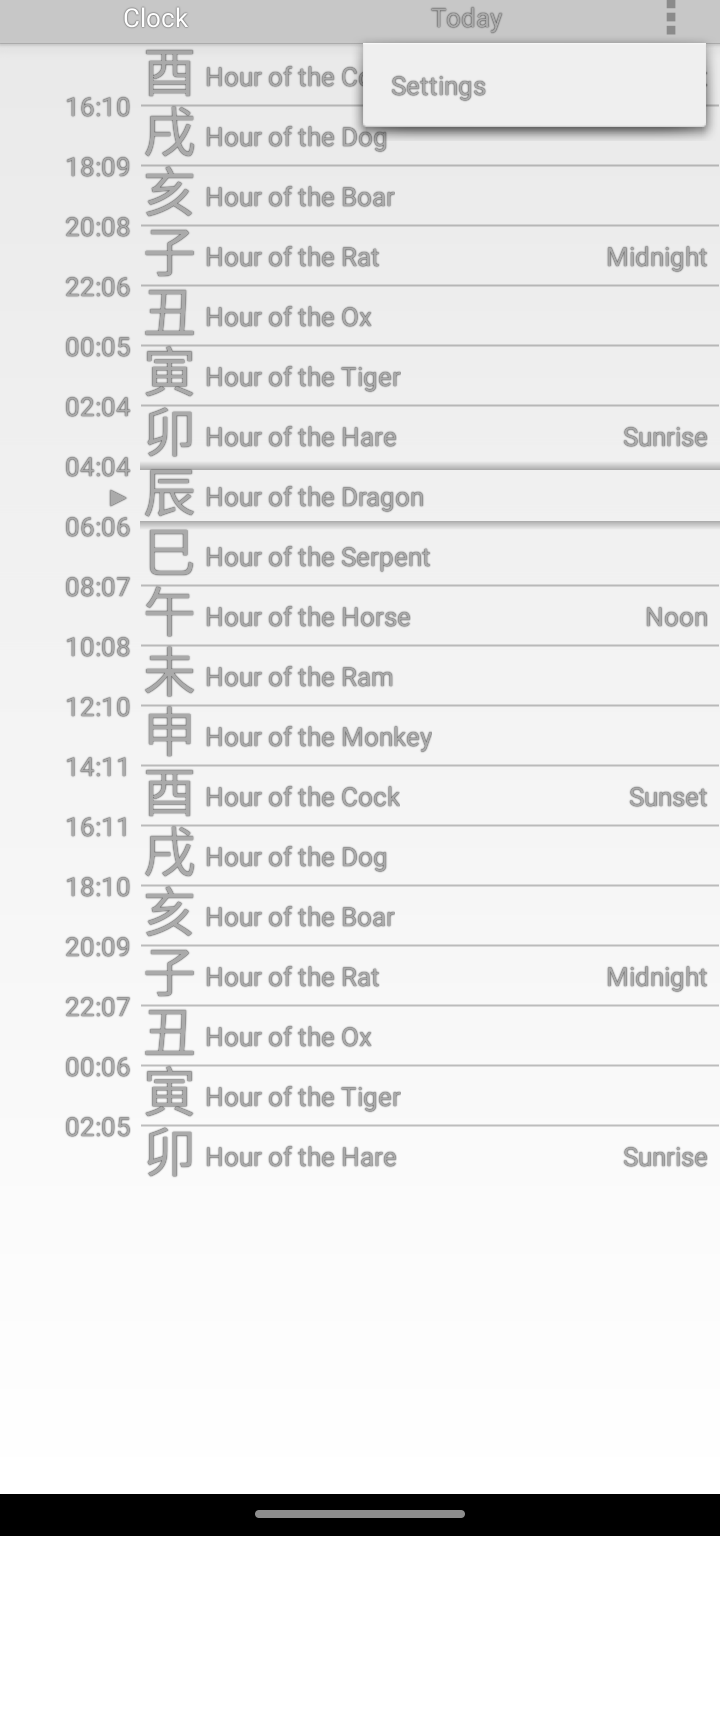 Clock Today
酉 Hour of the
16:10
戌 Hour of the Dog
18:09
亥 Hour of the Boar
20:08
子 Hour of the Rat Midnight
22:06
丑 Hour of the Ox
00:05
寅 Hour of the Tiger
02:04
卯 Hour of the Hare Sunrise
04:04
辰 Hour of the Dragon
06:06
巳 Hour of the Serpent
08:07
午 Hour of the Horse Noon
10:08
未 Hour of the Ram
12:10
申 Hour of the Monkey
14:11
酉 Hour of the Cock Sunset
16:11
戌 Hour of the Dog
18:10
亥 Hour of the Boar
20:09
子 Hour of the Rat Midnight
22:07
丑 Hour of the Ox
00:06
寅 Hour of the Tiger
02:05
卯 Hour of the Hare Sunrise
Settings